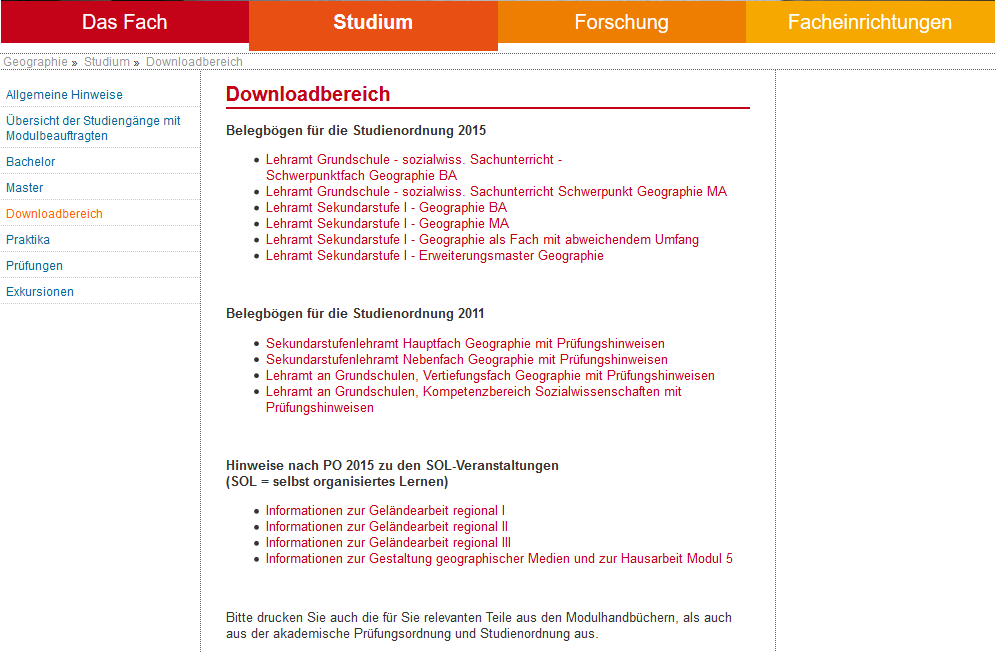 Das Fach
Studium
Forschung
Facheinrichtungen
Geographie » Studium » Downloadbereich
Allgemeine Hinweise
Übersicht der Studiengänge mit
Modulbeauftragten
Bachelor
Master
Downloadbereich
Praktika
Prüfungen
Exkursionen
Downloadbereich
Belegbögen für die Studienordnung 2015
Lehramt Grundschule - sozialwiss. Sachunterricht -
Schwerpunktfach Geographie BA
Lehramt Grundschule - sozialwiss. Sachunterricht Schwerpunkt Geographie MA
Lehramt Sekundarstufe I - Geographie BA
Lehramt Sekundarstufe I - Geographie MA
Lehramt Sekundarstufe I - Geographie als Fach mit abweichendem Umfang
Lehramt Sekundarstufe I - Erweiterungsmaster Geographie
Belegbögen für die Studienordnung 2011
Sekundarstufenlehramt Hauptfach Geographie mit Prüfungshinweisen
Sekundarstufenlehramt Nebenfach Geographie mit Prüfungshinweisen
Lehramt an Grundschulen, Vertiefungsfach Geographie mit Prüfungshinweisen
Lehramt an Grundschulen, Kompetenzbereich Sozialwissenschaften mit
Prüfungshinweisen
Hinweise nach PO 2015 zu den SOL-Veranstaltungen
(SOL = selbst organisiertes Lernen)
Informationen zur Geländearbeit regional I
Informationen zur Geländearbeit regional II
Informationen zur Geländearbeit regional III
Informationen zur Gestaltung geographischer Medien und zur Hausarbeit Modul 5
Bitte drucken Sie auch die für Sie relevanten Teile aus den Modulhandbüchern, als auch
aus der akademische Prüfungsordnung und Studienordnung aus.